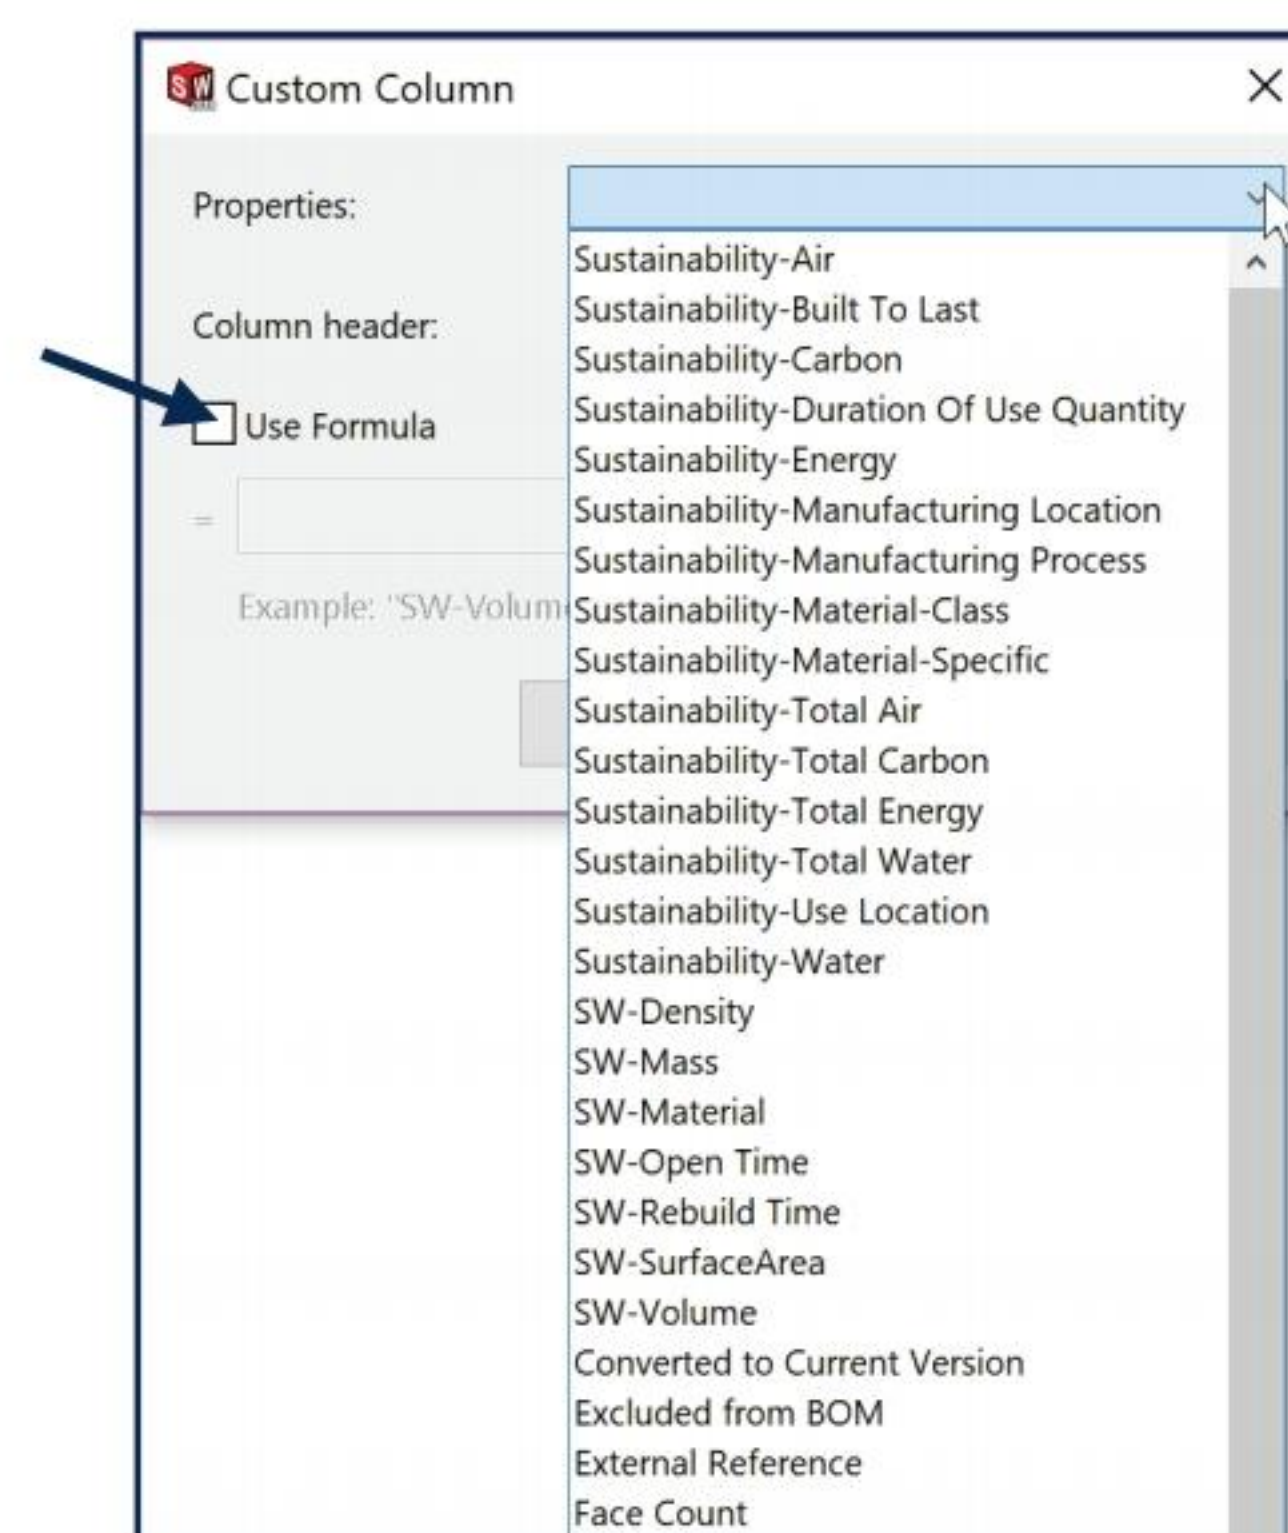 SW Custom Column
Properties:
Sustainability-Air
Sustainability-Built To Last
Column header:
Sustainability-Carbon
Sustainability-Duration Of Use Quantity
Use Formula
Sustainability-Energy
Sustainability-Manufacturing Location
=
Sustainability-Manufacturing Process
Example: "SW-Volum
Sustainability-Material-Class
Sustainability-Material-Specific
Sustainability-Total Air
Sustainability-Total Carbon
Sustainability-Total Energy
Sustainability-Total Water
Sustainability-Use Location
Sustainability-Water
SW-Density
SW-Mass
SW-Material
SW-Open Time
SW-Rebuild Time
SW-SurfaceArea
SW-Volume
Converted to Current Version
Excluded from BOM
External Reference
Face Count